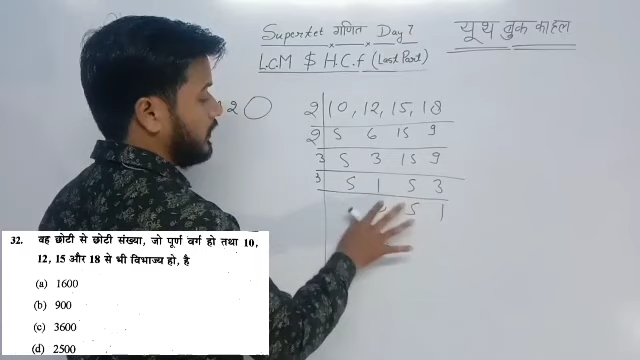 Superket गणित Day 7
L.C.M $ H.C.f (Last Part)
यूथ बुक का हल
2 ○
2 | 10, 12, 15, 18
2 | 5 6 15 9
3 | 5 3 15 9
3 | 5 1 5 3
5 1
32. वह छोटी से छोटी संख्या, जो पूर्ण वर्ग हो तथा 10,
12, 15 और 18 से भी विभाज्य हो, है
(a) 1600
(b) 900
(c) 3600
(d) 2500